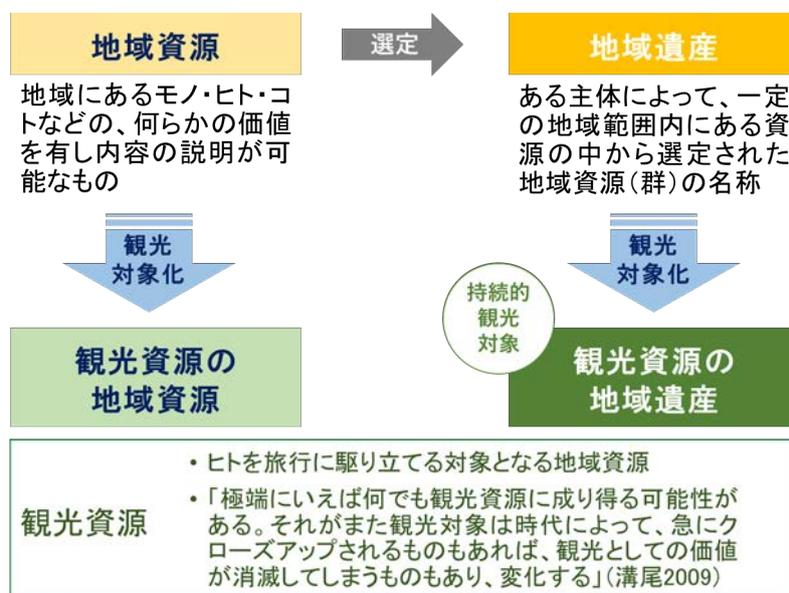 地域資源
選定
地域遺産
地域にあるモノ・ヒト・コ
トなどの、何らかの価値
を有し内容の説明が可
能なもの
ある主体によって、一定
の地域範囲内にある資
源の中から選定された
地域資源(群)の名称
観光
対象化
観光
対象化
持続的
観光
対象
観光資源の
地域資源
観光資源の
地域遺産
観光資源
・ヒトを旅行に駆り立てる対象となる地域資源
・「極端にいえば何でも観光資源に成り得る可能性が
ある。それがまた観光対象は時代によって、急にク
ローズアップされるものもあれば、観光としての価値
が消滅してしまうものもあり、変化する」(溝尾2009)